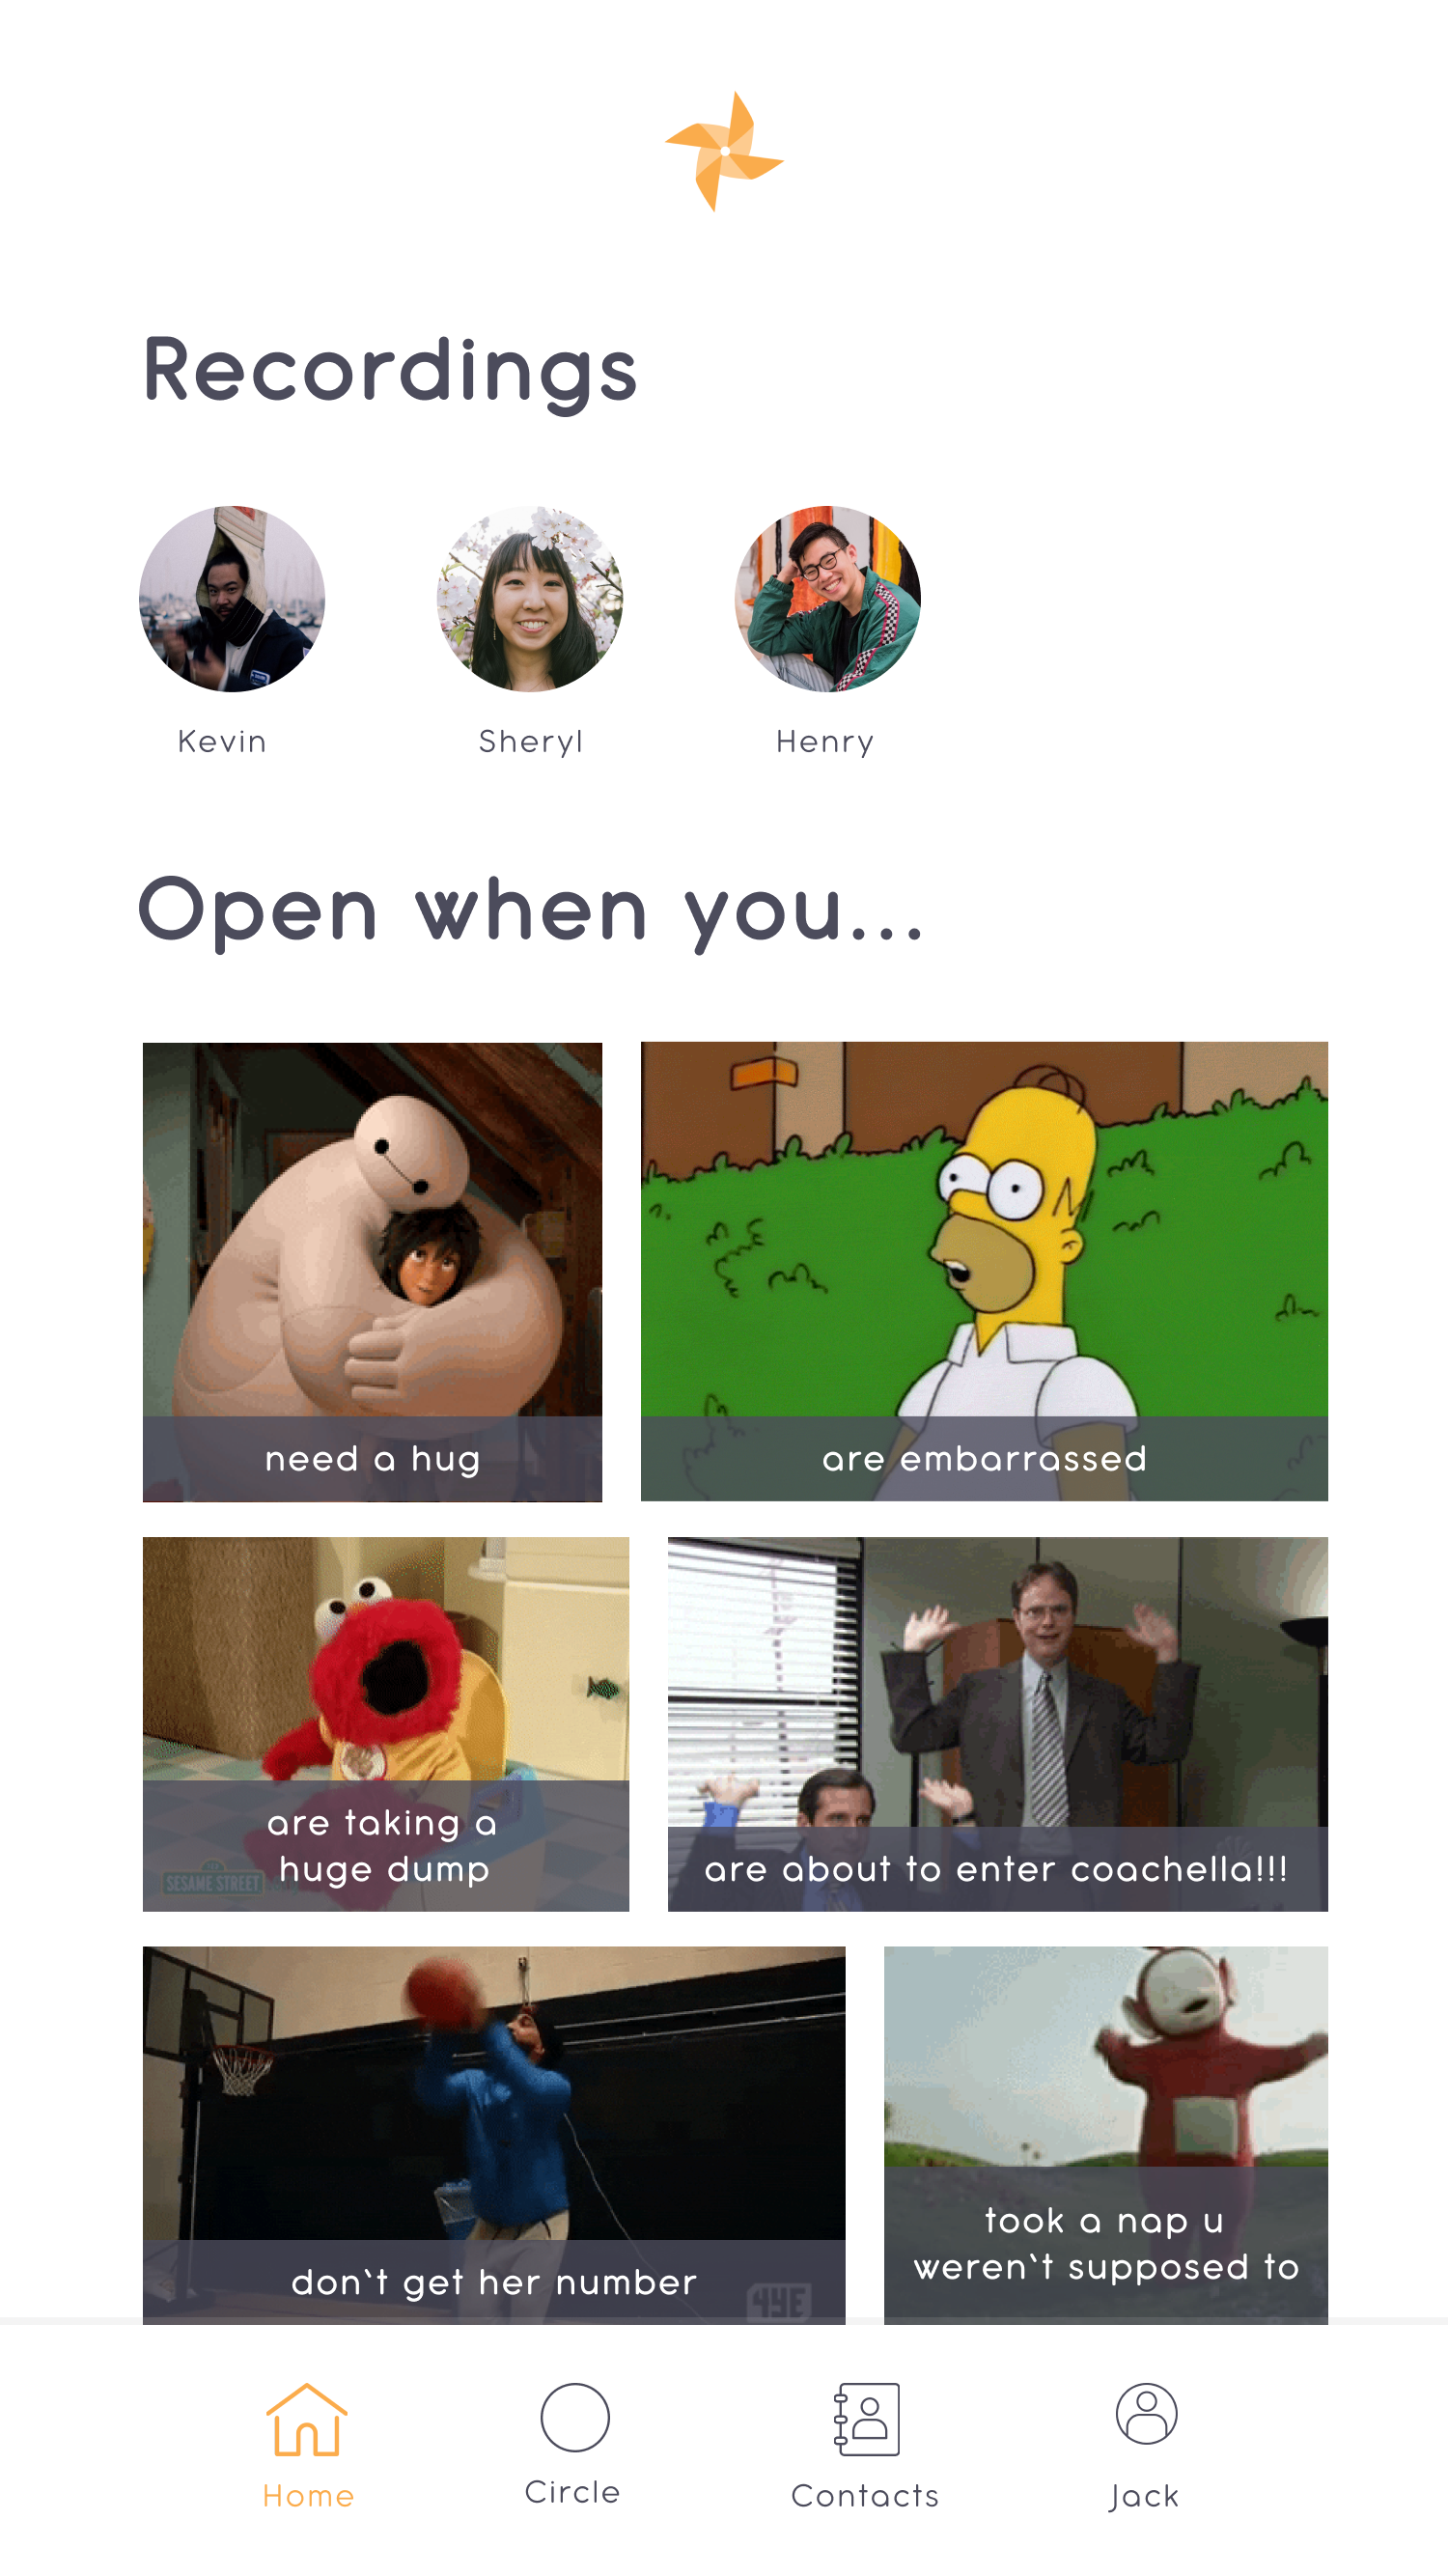 Recordings
Kevin
Sheryl
Henry
Open when you...
need a hug
are embarrassed
SESAME STREET
are taking a
huge dump
are about to enter coachella!!!
don't get her number
4YE
took a nap u
weren't supposed to
Home
Circle
Contacts
Jack